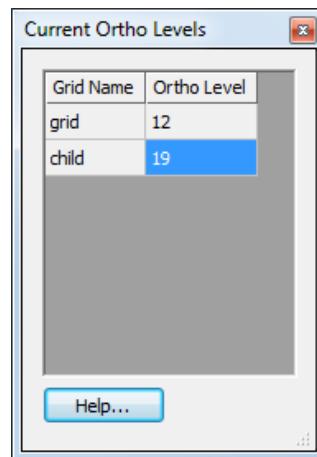 Current Ortho Levels
Grid Name Ortho Level
grid 12
child 19
Help...